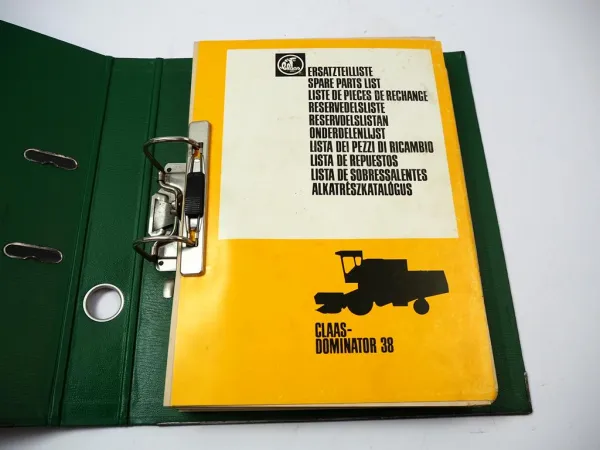 ERSATZTEILLISTE
SPARE PARTS LIST
LISTE DE PIECES DE RECHANGE
RESERVEDELSLISTE
RESERVDELSLISTAN
ONDERDELENLIJST
LISTA DEI PEZZI DI RICAMBIO
LISTA DE REPUESTOS
LISTA DE SOBRESSALENTES
ALKATRÉSZKATALÓGUS
CLAAS-
DOMINATOR 38